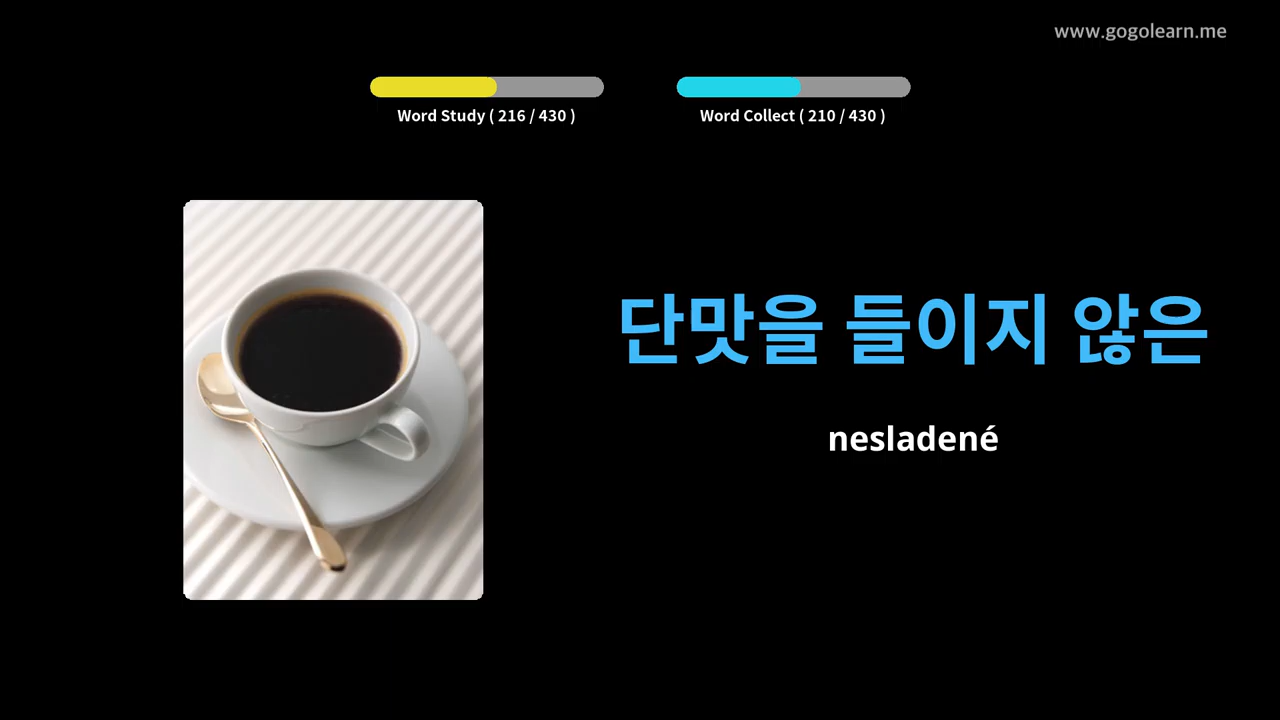 www.gogolearn.me
Word Study ( 216 / 430 )
Word Collect ( 210 / 430 )
단맛을 들이지 않은
nesladené